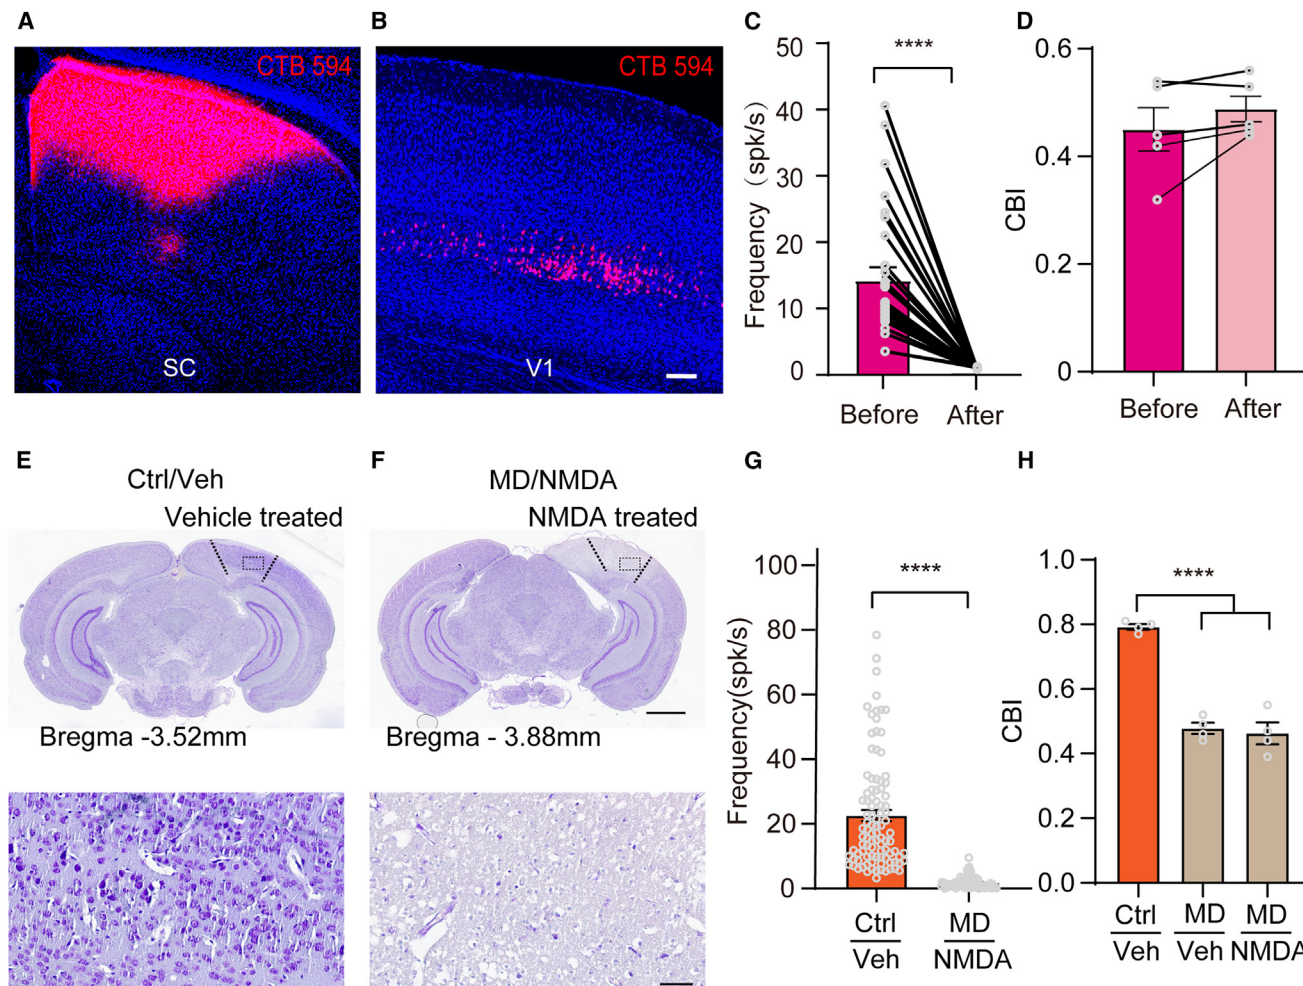 A
CTB 594
SC
B
CTB 594
V1
C
50
40
30
20
10
0
Frequency (spk/s)
****
Before
After
D
0.6
0.4
0.2
0
CBI
Before
After
E
Ctrl/Veh
Vehicle treated
Bregma -3.52mm
F
MD/NMDA
NMDA treated
Bregma - 3.88mm
G
100
80
60
40
20
0
Frequency(spk/s)
****
Ctrl
Veh
MD
NMDA
H
1.0
0.8
0.6
0.4
0.2
0.0
CBI
****
Ctrl
Veh
MD
Veh
MD
NMDA